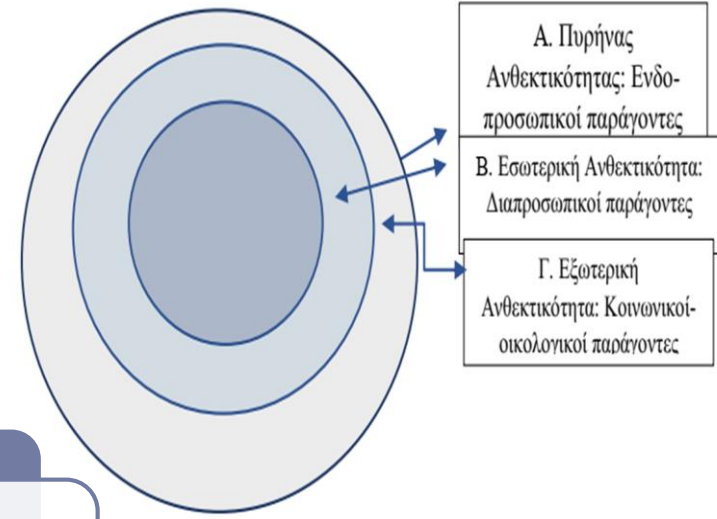 Α. Πυρήνας
Ανθεκτικότητας: Ενδο-
προσωπικοί παράγοντες
Β. Εσωτερική Ανθεκτικότητα:
Διαπροσωπικοί παράγοντες
Γ. Εξωτερική
Ανθεκτικότητα: Κοινωνικοί-
οικολογικοί παράγοντες